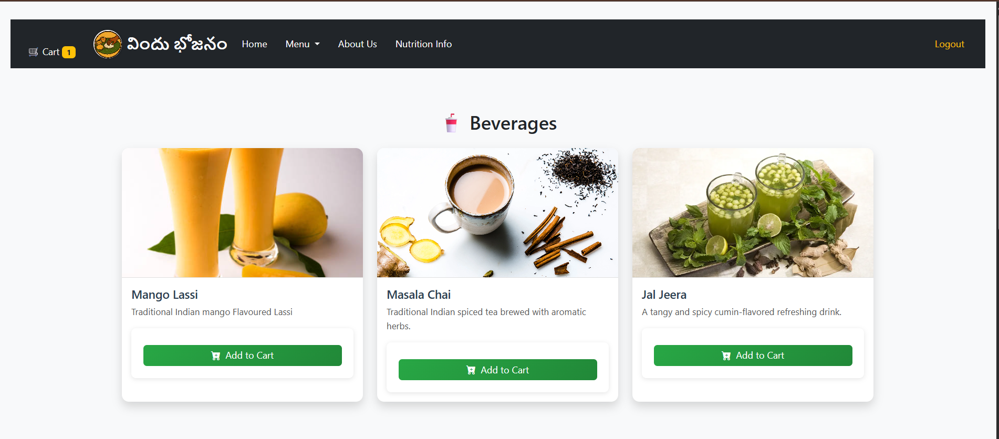 Cart 1
విందు భోజనం
Home
Menu
About Us
Nutrition Info
Logout
Beverages
Mango Lassi
Traditional Indian mango Flavoured Lassi
Add to Cart
Masala Chai
Traditional Indian spiced tea brewed with aromatic
herbs.
Add to Cart
Jal Jeera
A tangy and spicy cumin-flavored refreshing drink.
Add to Cart